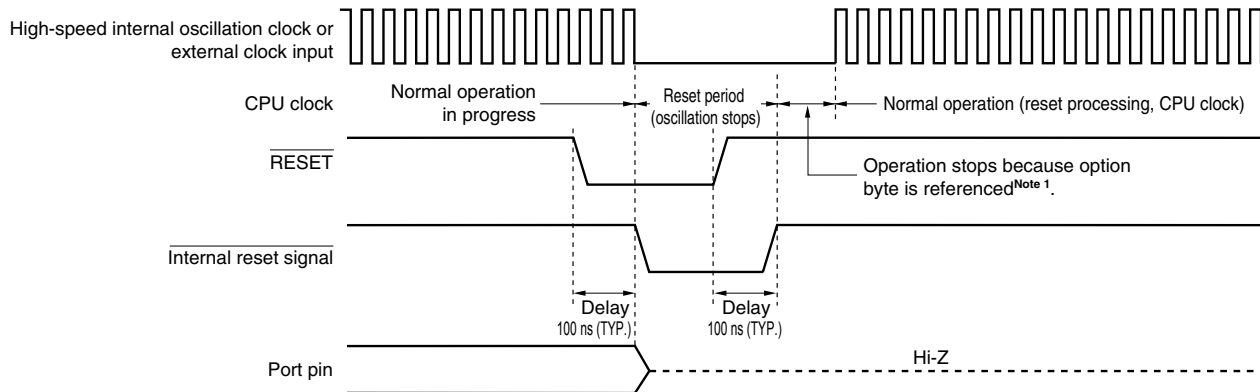 High-speed internal oscillation clock or
external clock input
CPU clock
Normal operation
in progress
Reset period
(oscillation stops)
Normal operation (reset processing, CPU clock)
RESET
Operation stops because option
byte is referencedNote 1.
Internal reset signal
Delay
100 ns (TYP.)
Delay
100 ns (TYP.)
Port pin
Hi-Z